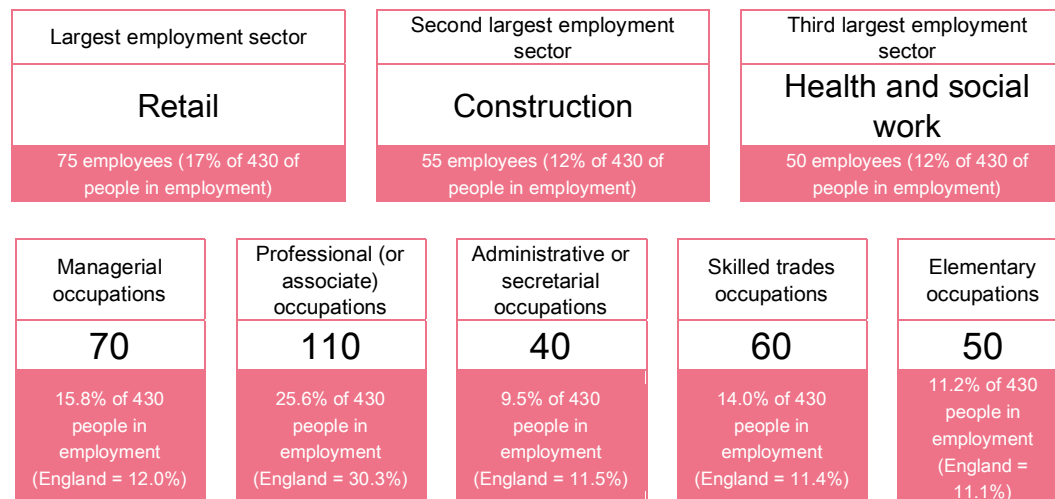 Largest employment sector
Retail
75 employees (17% of 430 of
people in employment)
Second largest employment
sector
Construction
55 employees (12% of 430 of
people in employment)
Third largest employment
sector
Health and social
work
50 employees (12% of 430 of
people in employment)
Managerial
occupations
70
15.8% of 430
people in
employment
(England = 12.0%)
Professional (or
associate)
occupations
110
25.6% of 430
people in
employment
(England = 30.3%)
Administrative or
secretarial
occupations
40
9.5% of 430
people in
employment
(England = 11.5%)
Skilled trades
occupations
60
14.0% of 430
people in
employment
(England = 11.4%)
Elementary
occupations
50
11.2% of 430
people in
employment
(England =
11.1%)